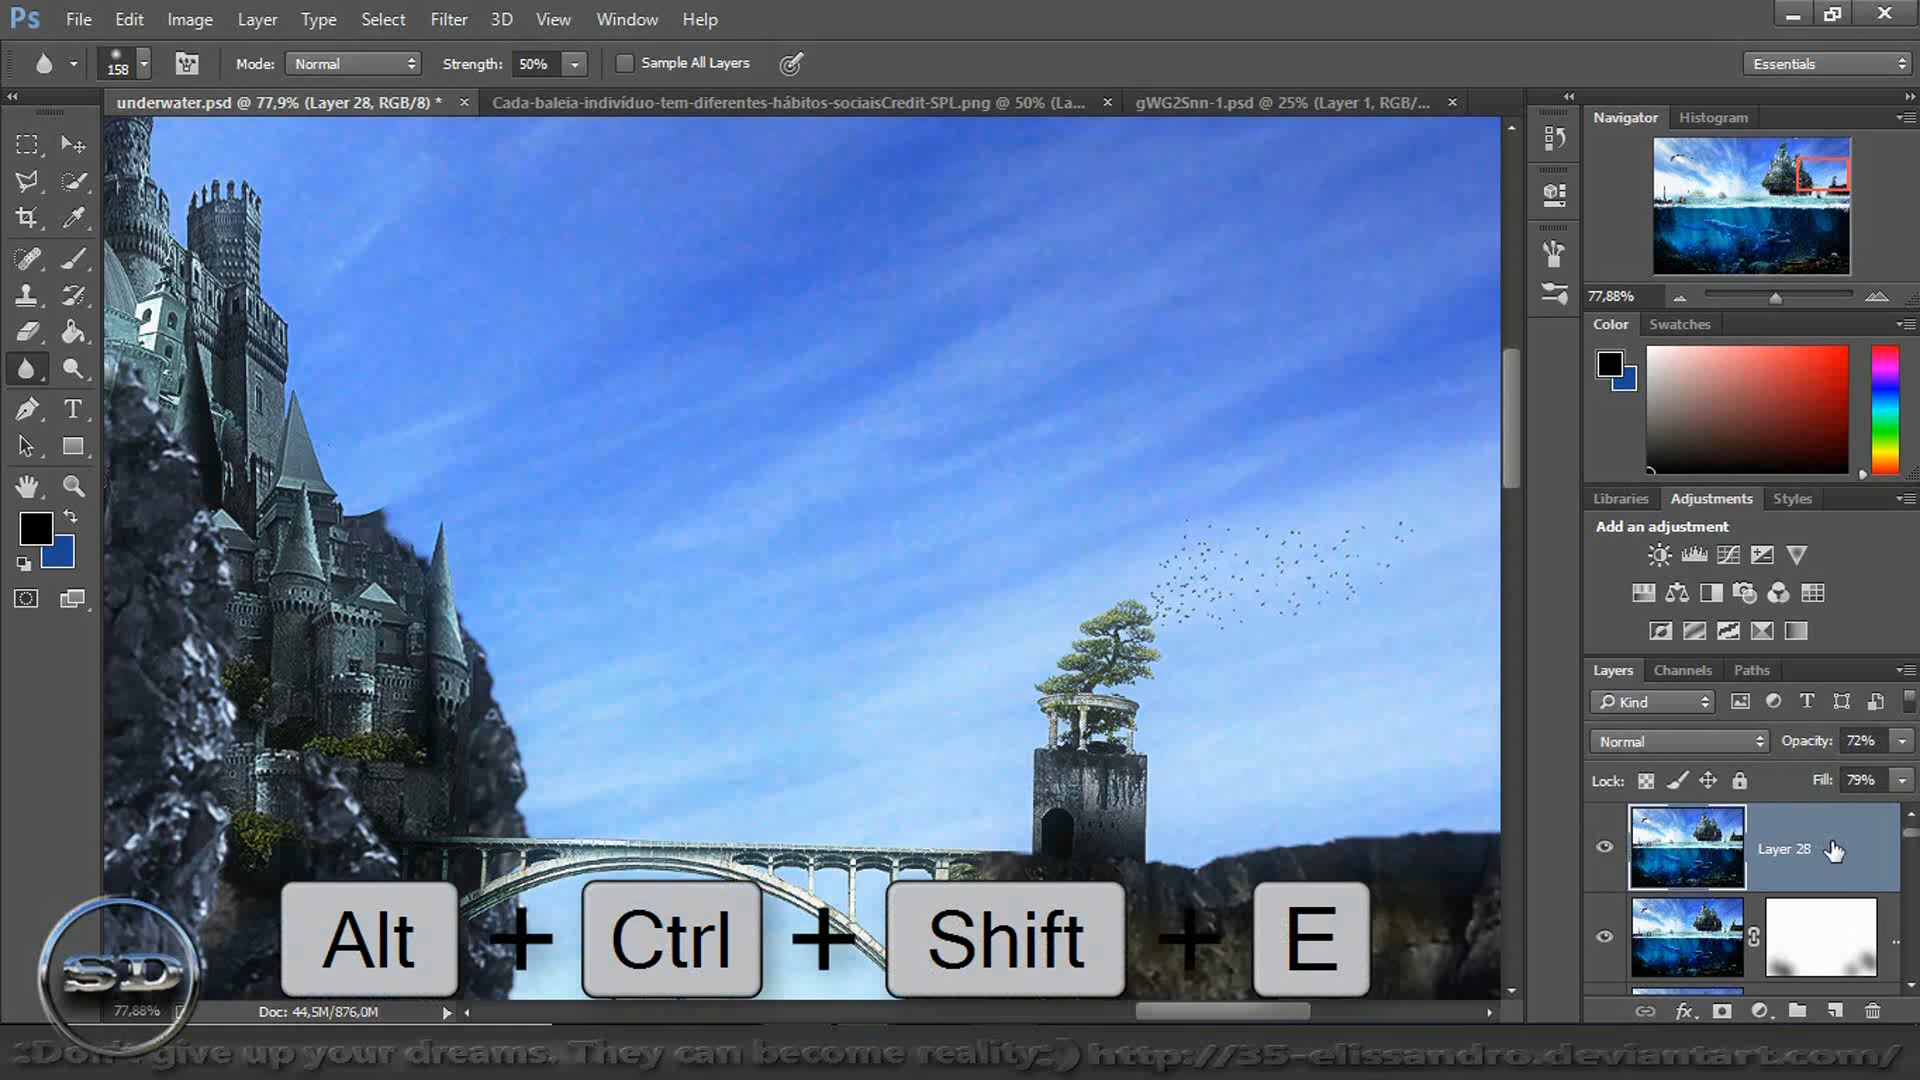 Ps File Edit Image Layer Type Select Filter 3D View Window Help
158 Mode: Normal Strength: 50% Sample All Layers Essentials
underwater.psd @ 77,9% (Layer 28, RGB/8) * Cada-baleia-indivíduo-tem-diferentes-hábitos-sociaisCredit-SPL.png @ 50% (La... gWG2Snn-1.psd @ 25% (Layer 1, RGB/...
Navigator Histogram
77,88%
Color Swatches
Libraries Adjustments Styles
Add an adjustment
Layers Channels Paths
Kind
Normal Opacity: 72%
Lock: Fill: 79%
Layer 28
Alt + Ctrl + Shift + E
SD
77,88% Doc: 44,5M/876,0M
:Don't give up your dreams. They can become reality:) http://35-elissandro.deviantart.com/